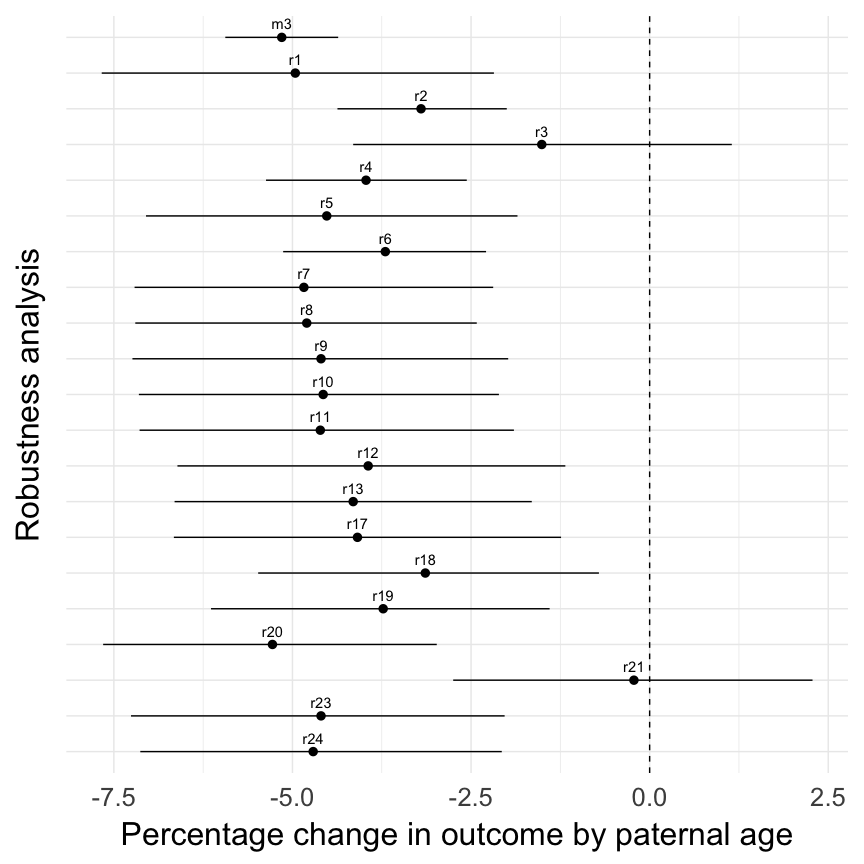 m3
r1
r2
r3
r4
r5
r6
r7
r8
r9
r10
r11
r12
r13
r17
r18
r19
r20
r21
r23
r24
Robustness analysis
-7.5 -5.0 -2.5 0.0 2.5
Percentage change in outcome by paternal age